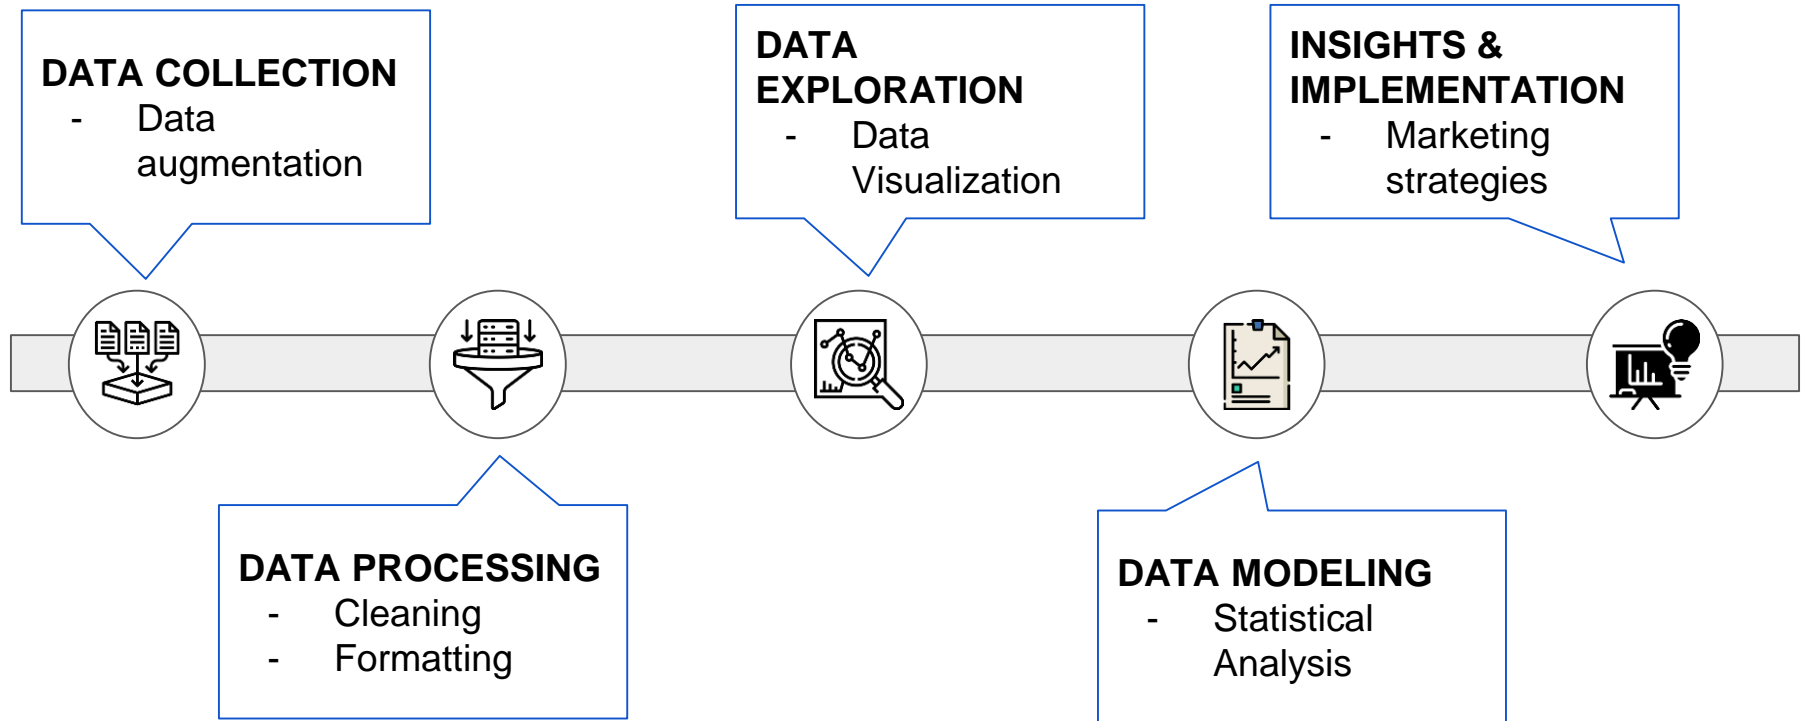 DATA COLLECTION
- Data
augmentation
DATA PROCESSING
- Cleaning
- Formatting
DATA
EXPLORATION
- Data
Visualization
DATA MODELING
- Statistical
Analysis
INSIGHTS &
IMPLEMENTATION
- Marketing
strategies